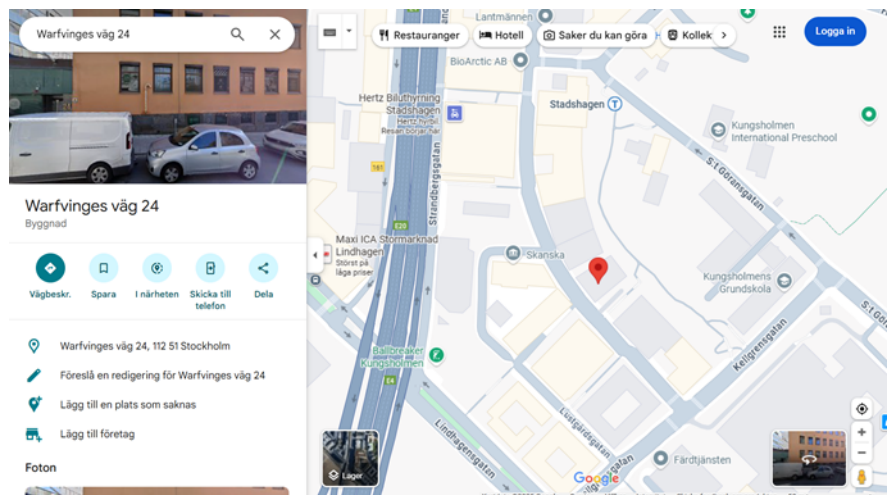 Warfvinges väg 24
Restauranger
Hotell
Saker du kan göra
Kollek
Logga in
Warfvinges väg 24
Byggnad
Vägbeskr.
Spara
I närheten
Skicka till
telefon
Dela
Warfvinges väg 24, 112 51 Stockholm
Föreslå en redigering för Warfvinges väg 24
Lägg till en plats som saknas
Lägg till företag
Foton
Lantmännen
BioArctic AB
Hertz Biluthyrning
Stadshagen
Hertz hyrbil.
Resan börjar här
Stadshagen
T
Kungsholmen
International Preschool
S:t Göransgatan
Strandbergsgatan
E20
Maxi ICA Stormarknad
Lindhagen
Störst på
låga priser
Skanska
Kungsholmens
Grundskola
S:t Gör
Ballbreaker
Kungsholmen
E4
Kellgrensgatan
Lindhagensgatan
Lustgårdsgatan
Färdtjänsten
Lager
Google